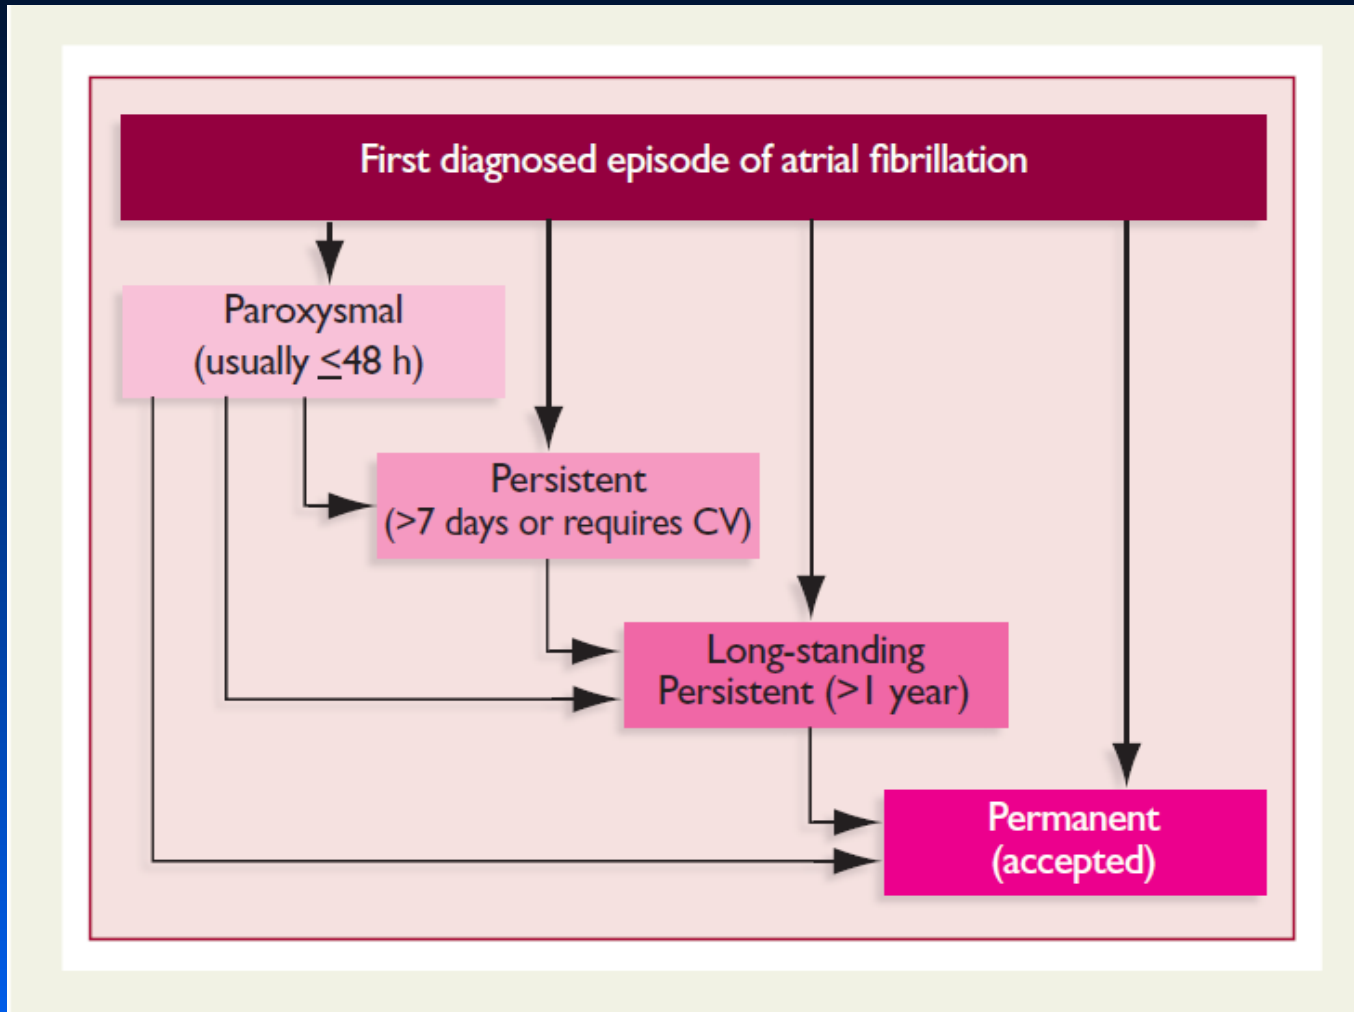 First diagnosed episode of atrial fibrillation
Paroxysmal
(usually ≤48 h)
Persistent
(>7 days or requires CV)
Long-standing
Persistent (>1 year)
Permanent
(accepted)